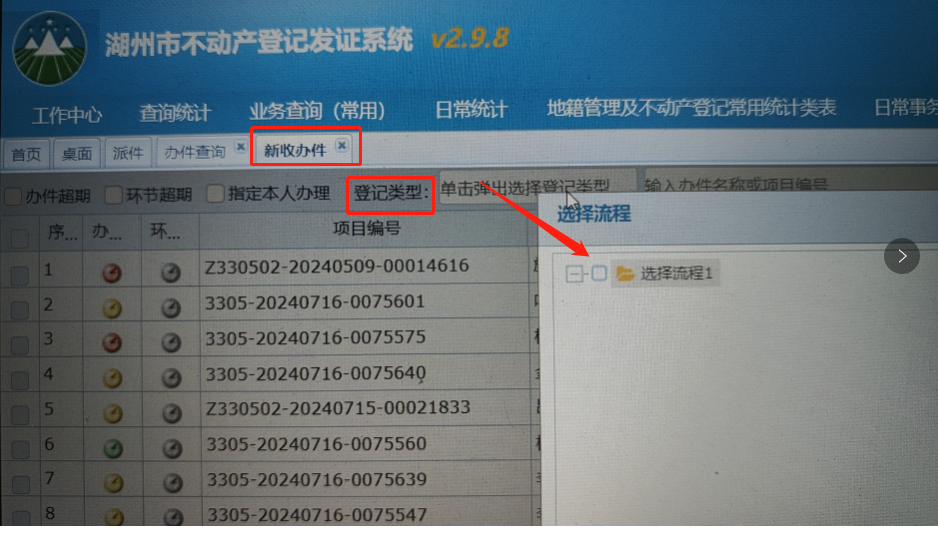 湖州市不动产登记发证系统 v2.9.8
工作中心 查询统计 业务查询（常用） 日常统计 地籍管理及不动产登记常用统计类表 日常事务
首页 桌面 派件 办件查询 新收办件
办件超期 环节超期 指定本人办理 登记类型： 单击弹出选择登记类型 输入办件名称或项目编号
序... 办... 环... 项目编号
选择流程
选择流程1
1 Z330502-20240509-00014616
2 3305-20240716-0075601
3 3305-20240716-0075575
4 3305-20240716-0075640
5 Z330502-20240715-00021833
6 3305-20240716-0075560
7 3305-20240716-0075639
8 3305-20240716-0075547